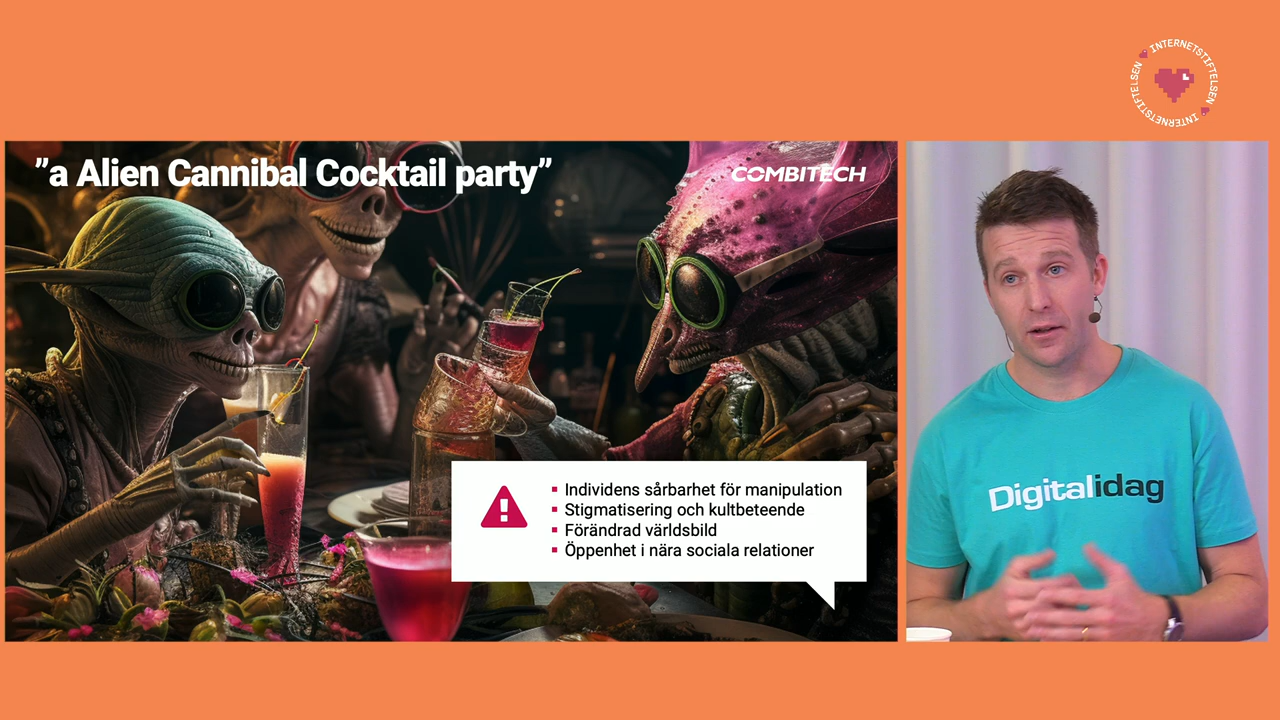 INTERNETSTIFTELSEN
INTERNETSTIFTELSEN
”a Alien Cannibal Cocktail party”
COMBITECH
Individens sårbarhet för manipulation
Stigmatisering och kultbeteende
Förändrad världsbild
Öppenhet i nära sociala relationer
Digitalidag